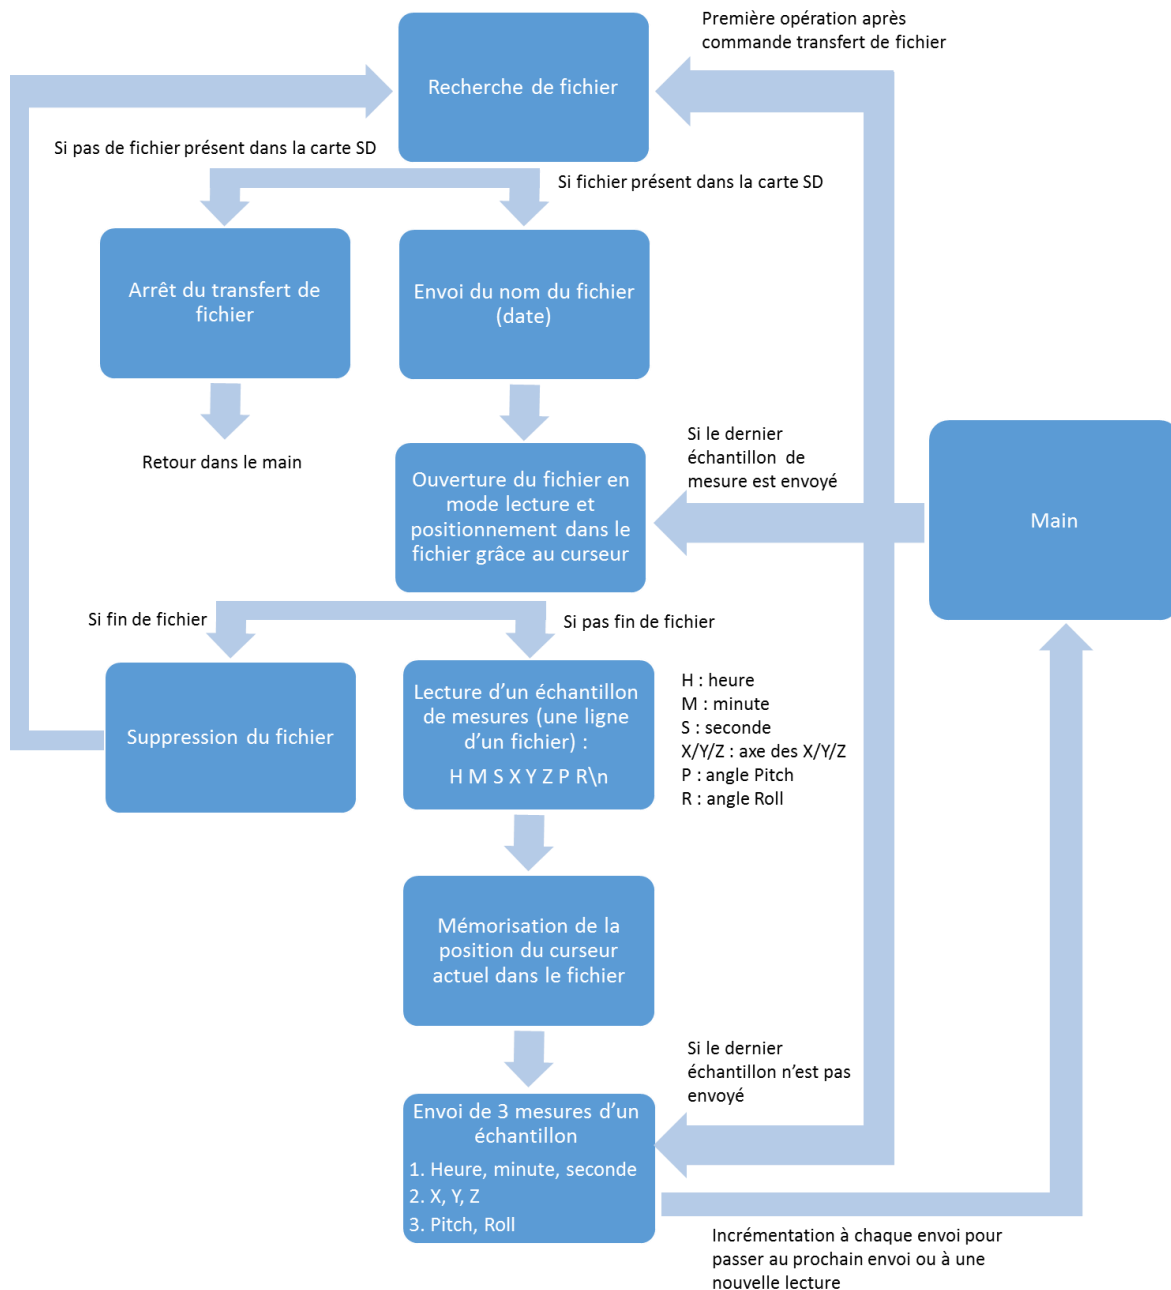 Première opération après
commande transfert de fichier
Recherche de fichier
Si pas de fichier présent dans la carte SD
Si fichier présent dans la carte SD
Arrêt du transfert de
fichier
Envoi du nom du fichier
(date)
Retour dans le main
Si le dernier
échantillon de
mesure est envoyé
Ouverture du fichier en
mode lecture et
positionnement dans le
fichier grâce au curseur
Main
Si fin de fichier
Si pas fin de fichier
Suppression du fichier
Lecture d'un échantillon
de mesures (une ligne
d'un fichier) :
H M S X Y Z P R\n
H : heure
M : minute
S : seconde
X/Y/Z : axe des X/Y/Z
P : angle Pitch
R : angle Roll
Mémorisation de la
position du curseur
actuel dans le fichier
Si le dernier
échantillon n'est pas
envoyé
Envoi de 3 mesures d'un
échantillon
1. Heure, minute, seconde
2. X, Y, Z
3. Pitch, Roll
Incrémentation à chaque envoi pour
passer au prochain envoi ou à une
nouvelle lecture